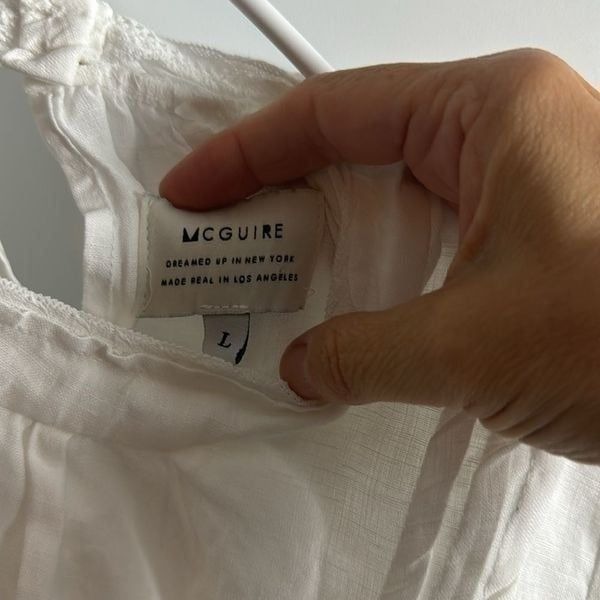 MCGUIRE
DREAMED UP IN NEW YORK
MADE REAL IN LOS ANGELES
L